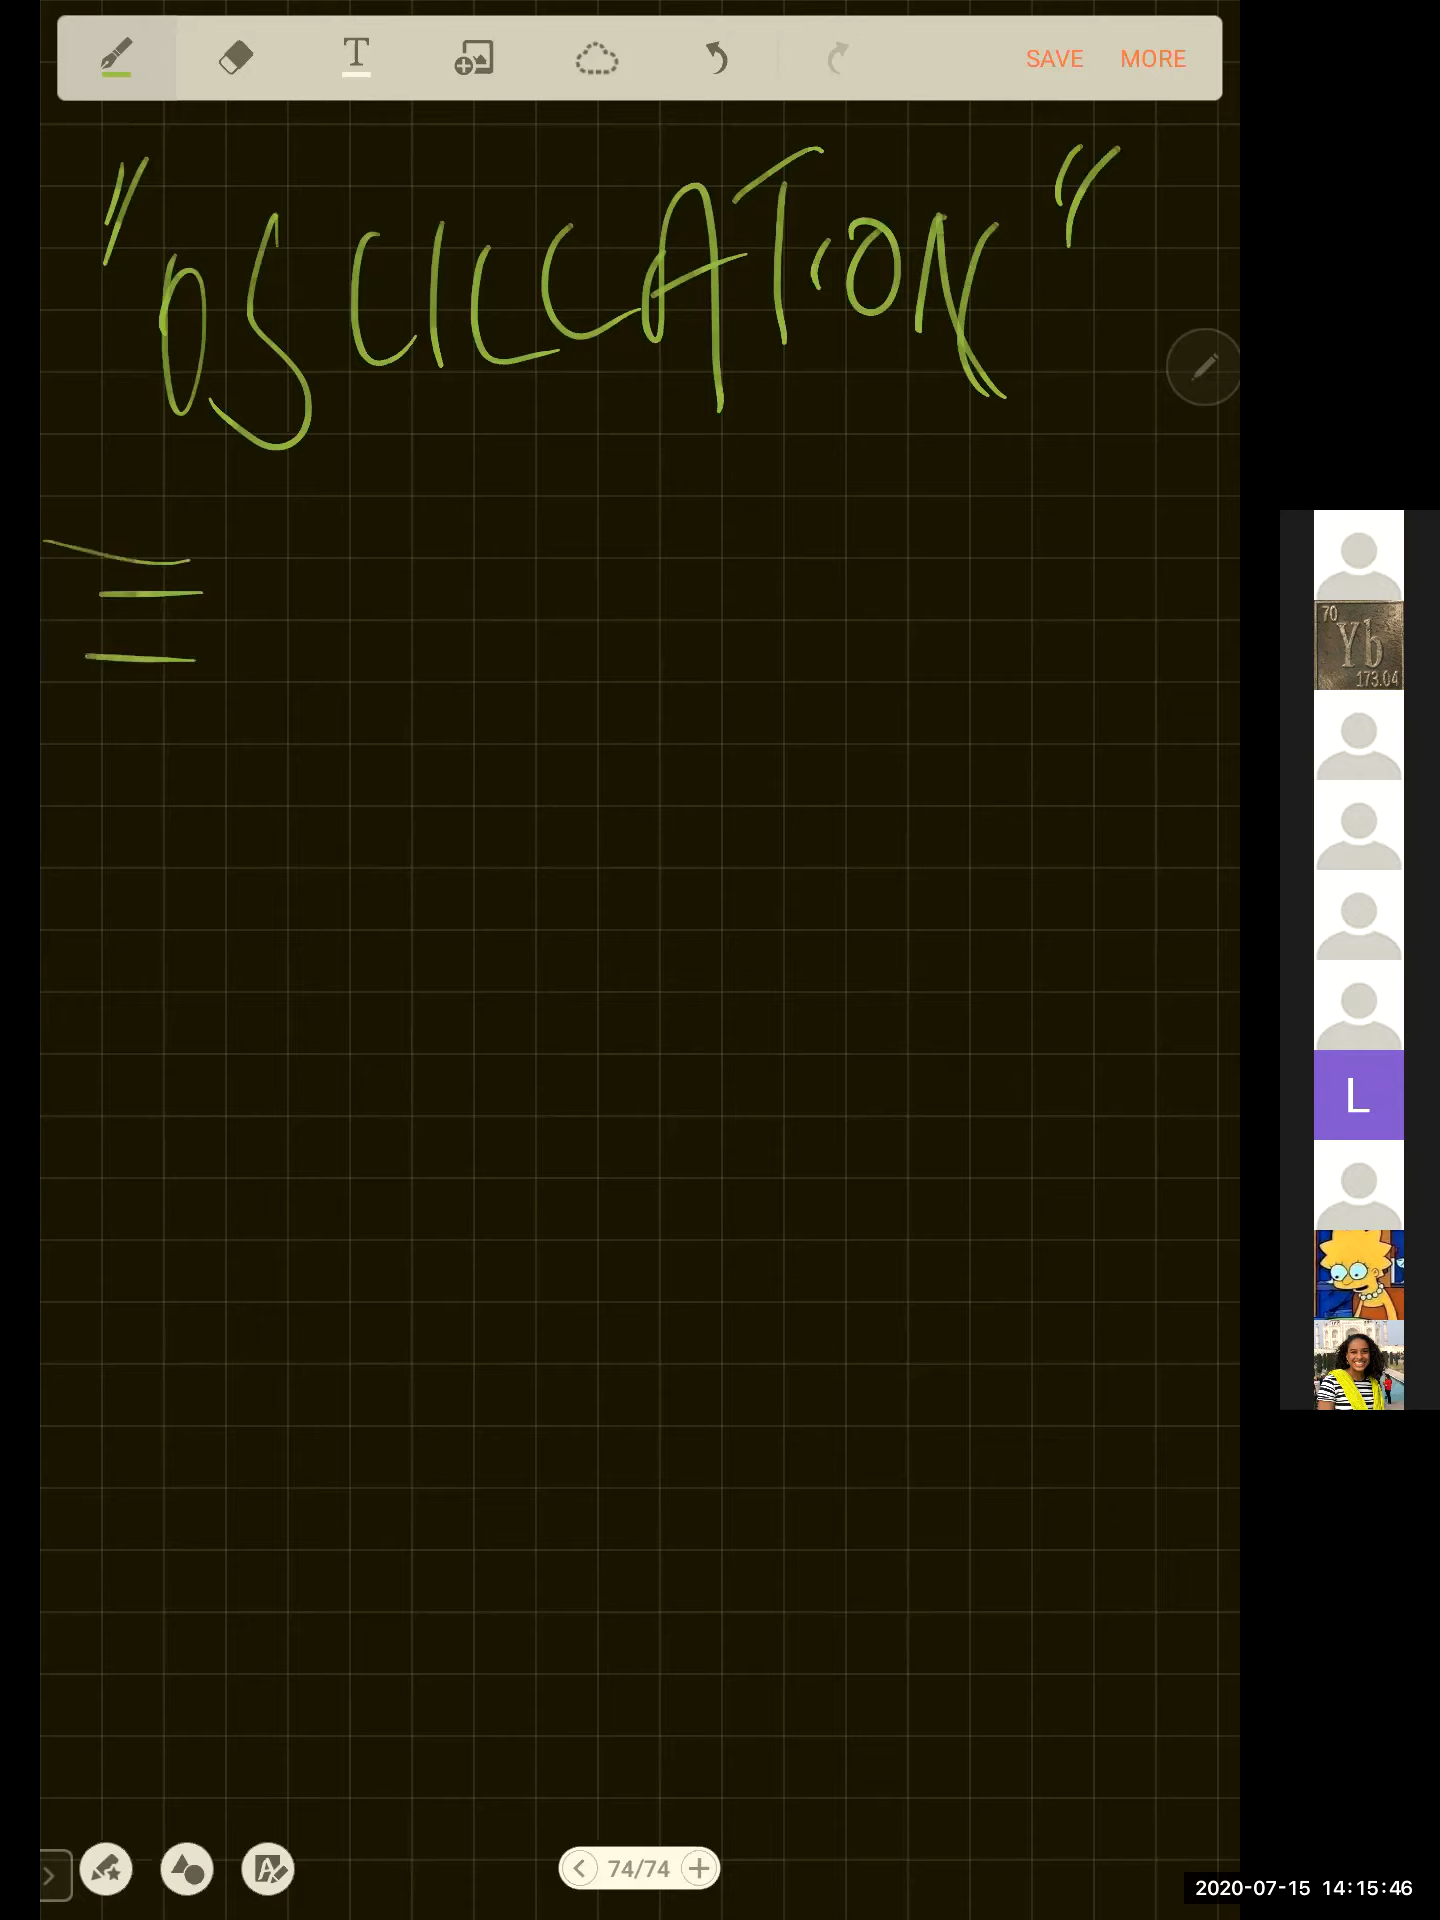 T
SAVE MORE
"OSCILLATION"
70
Yb
173.04
L
A
74/74
2020-07-15 14:15:46